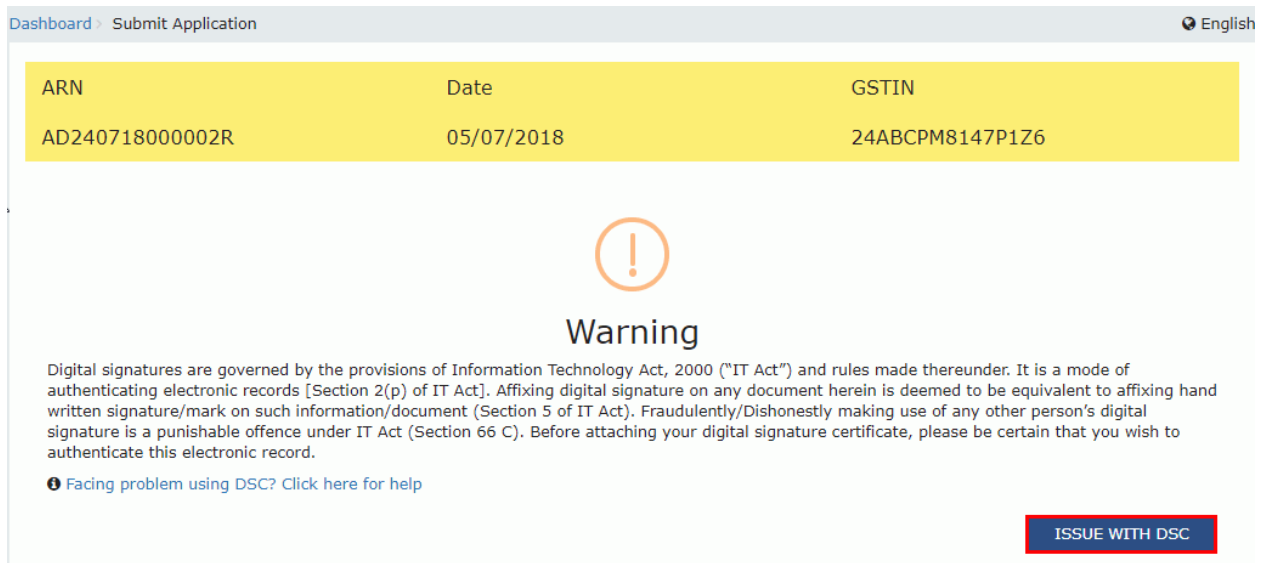 Dashboard > Submit Application English
ARN Date GSTIN
AD240718000002R 05/07/2018 24ABCPM8147P1Z6
Warning
Digital signatures are governed by the provisions of Information Technology Act, 2000 (“IT Act”) and rules made thereunder. It is a mode of
authenticating electronic records [Section 2(p) of IT Act]. Affixing digital signature on any document herein is deemed to be equivalent to affixing hand
written signature/mark on such information/document (Section 5 of IT Act). Fraudulently/Dishonestly making use of any other person’s digital
signature is a punishable offence under IT Act (Section 66 C). Before attaching your digital signature certificate, please be certain that you wish to
authenticate this electronic record.
Facing problem using DSC? Click here for help
ISSUE WITH DSC